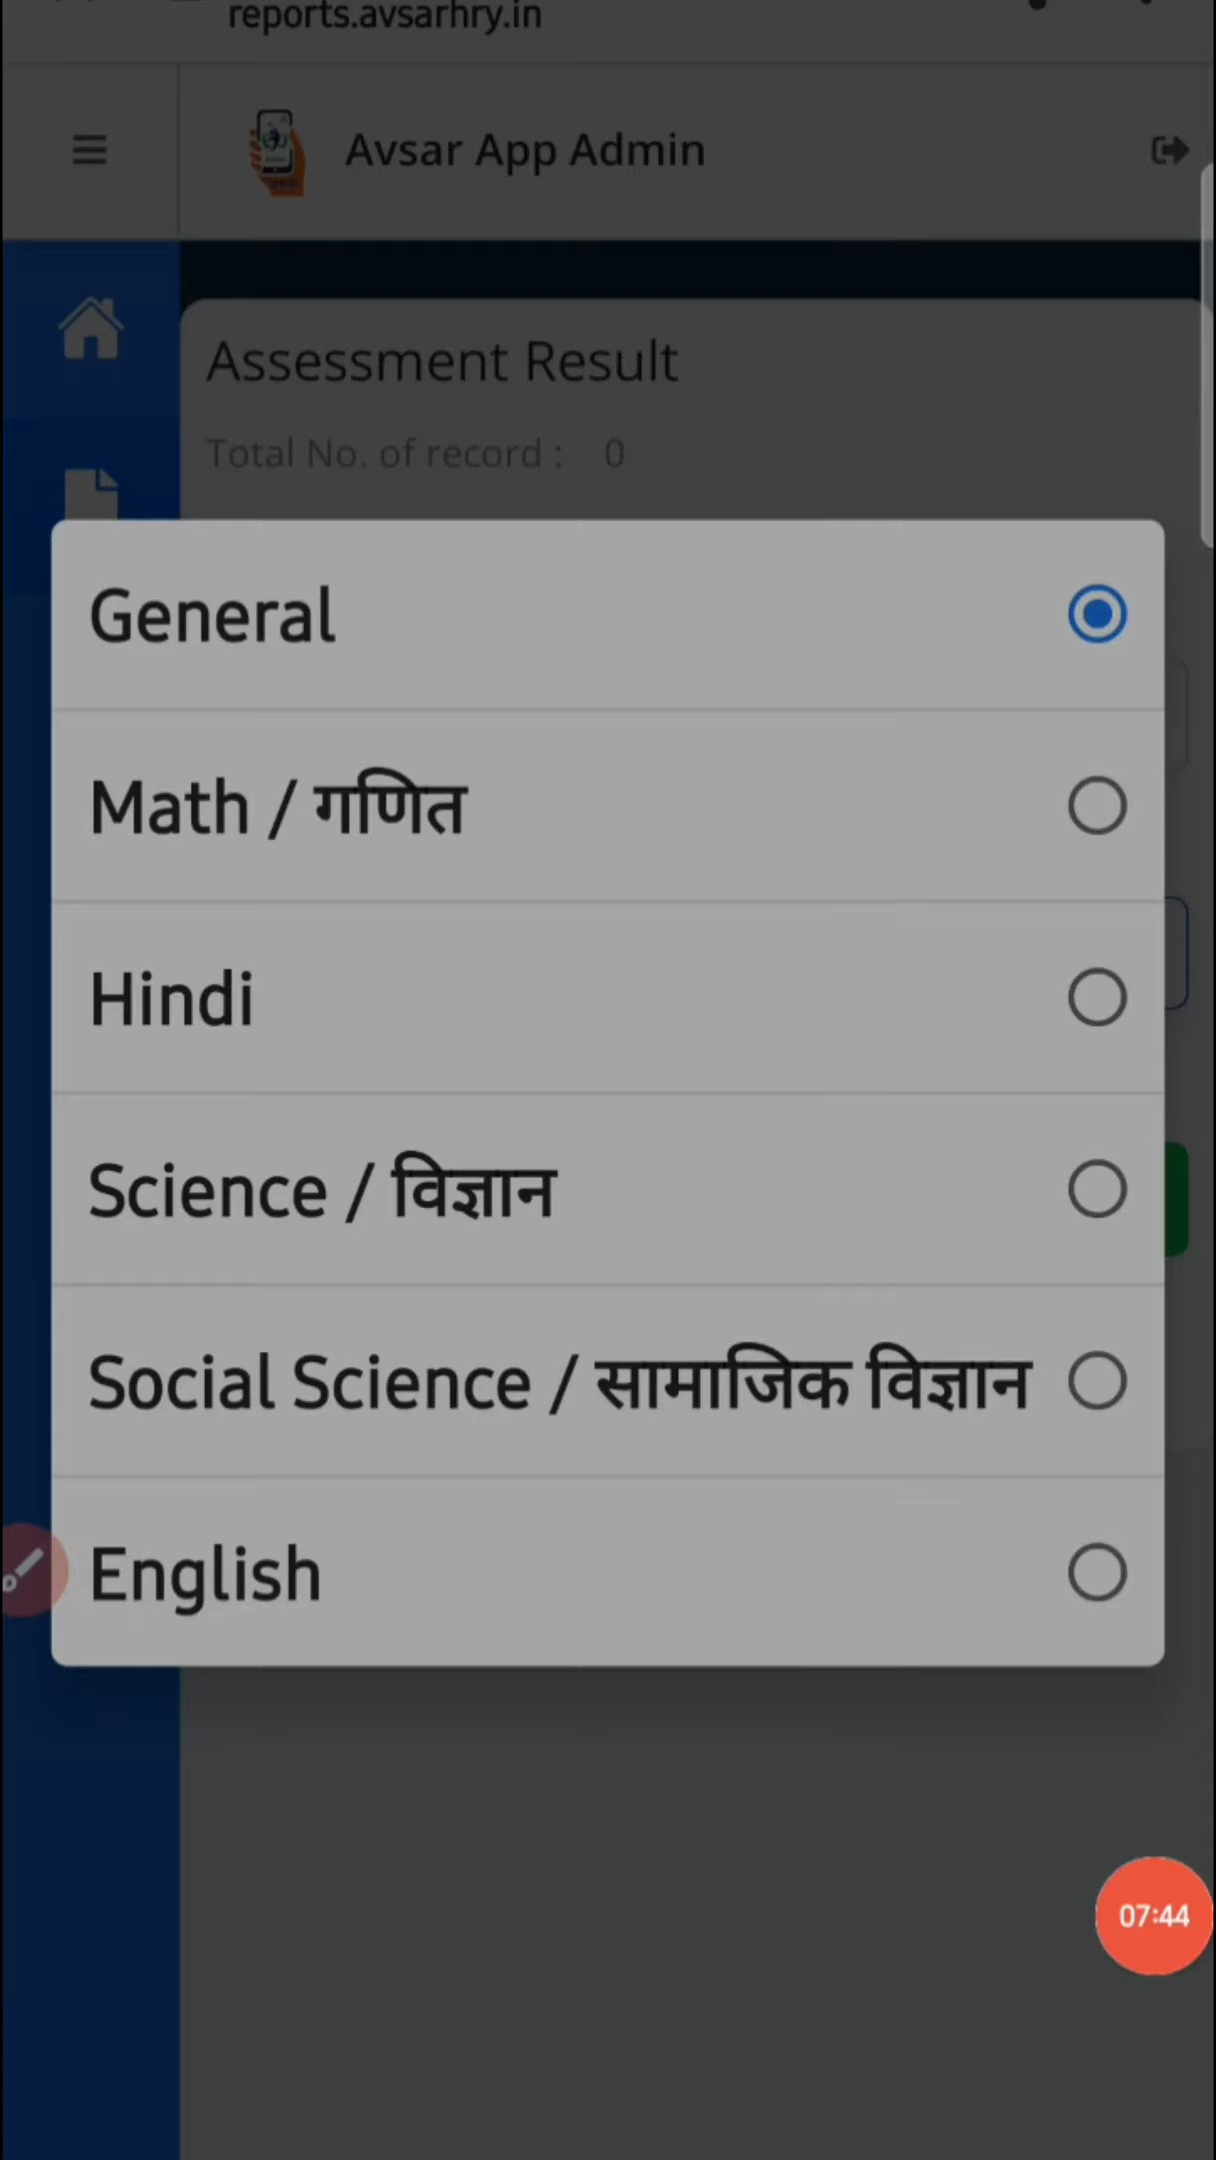 reports.avsarhry.in
Avsar App Admin
Assessment Result
Total No. of record : 0
General
Math / गणित
Hindi
Science / विज्ञान
Social Science / सामाजिक विज्ञान
English
07:44